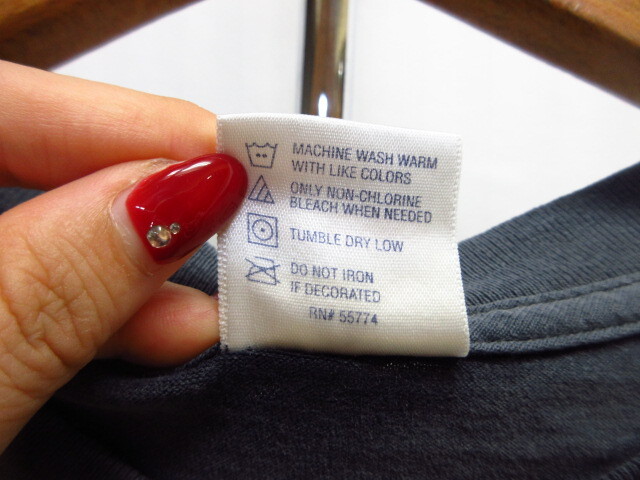 MACHINE WASH WARM
WITH LIKE COLORS
ONLY NON-CHLORINE
BLEACH WHEN NEEDED
TUMBLE DRY LOW
DO NOT IRON
IF DECORATED
RN# 55774